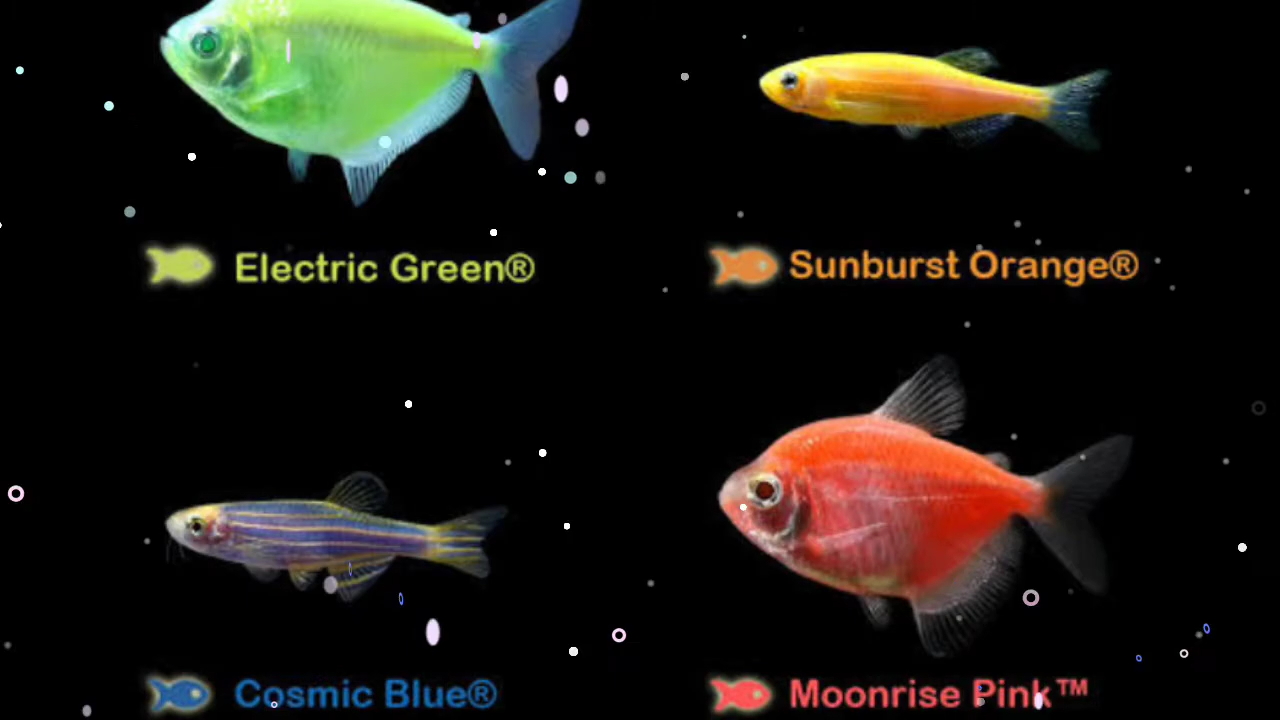 Electric Green®
Sunburst Orange®
Cosmic Blue®
Moonrise Pink™